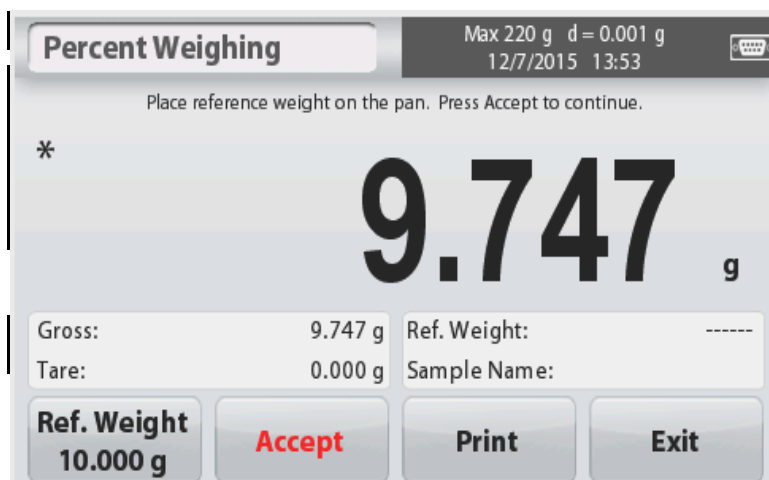 Percent Weighing
Max 220 g d = 0.001 g
12/7/2015 13:53
Place reference weight on the pan. Press Accept to continue.
*
9.747 g
Gross: 9.747 g
Tare: 0.000 g
Ref. Weight: ------
Sample Name:
Ref. Weight
10.000 g
Accept
Print
Exit